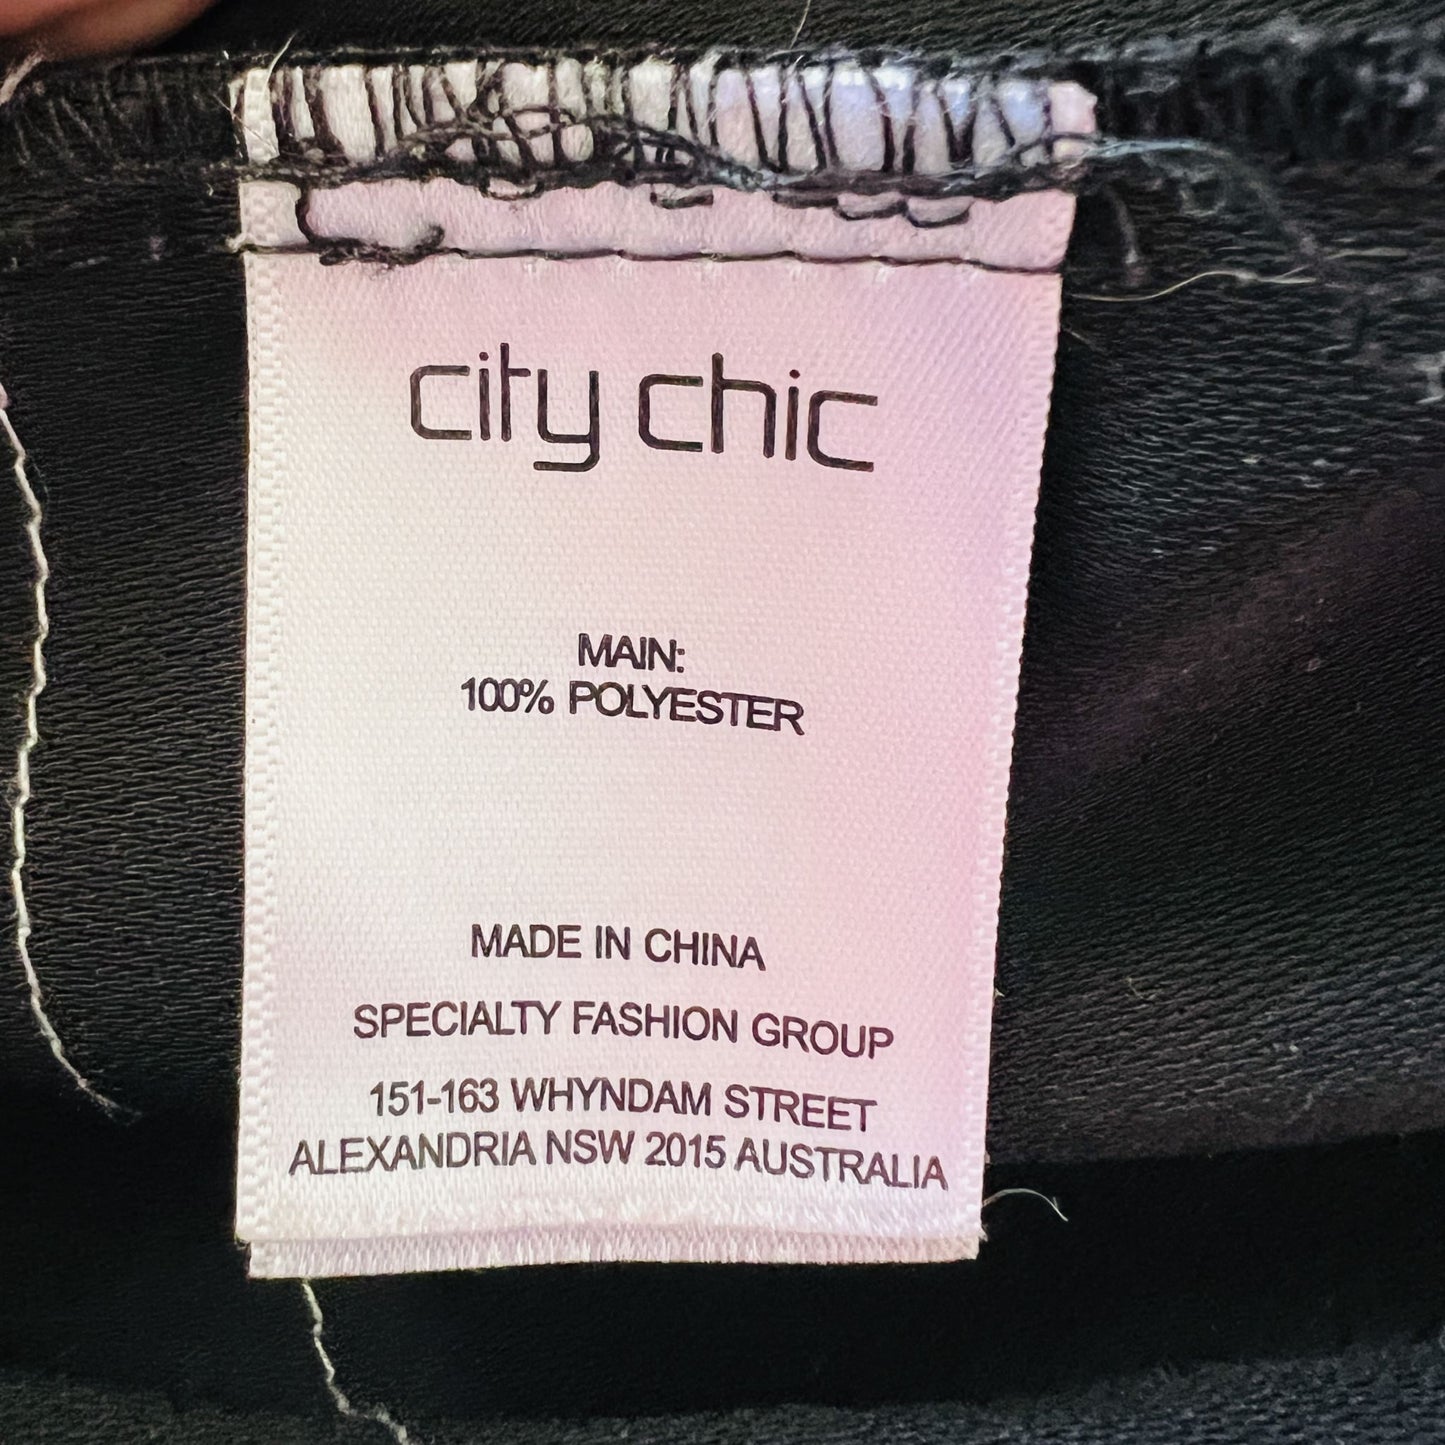 city chic
MAIN:
100% POLYESTER
MADE IN CHINA
SPECIALTY FASHION GROUP
151-163 WHYNDAM STREET
ALEXANDRIA NSW 2015 AUSTRALIA